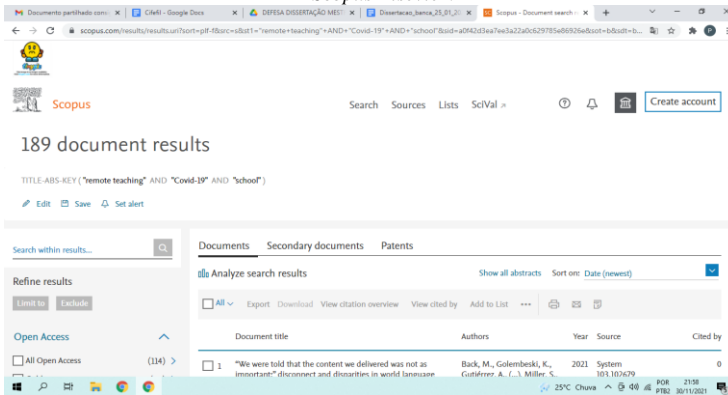 Documento partilhado conv
Cifefil - Google Docs
DEFESA DISSERTAÇÃO MEST
Dissertacao_banca_25_01_20
Scopus - Document search r
scopus.com/results/results.uri?sort=plf-f&src=s&st1="remote+teaching"+AND+"Covid-19"+AND+"school"&sid=a0f42d3ea7ee3a22a0c629785e86926e&sot=b&sdt=b...
Scopus
Search Sources Lists SciVal
Create account
189 document results
TITLE-ABS-KEY ( "remote teaching" AND "Covid-19" AND "school" )
Edit Save Set alert
Search within results...
Documents Secondary documents Patents
Analyze search results
Show all abstracts Sort on: Date (newest)
Refine results
Limit to Exclude
All Export Download View citation overview View cited by Add to List ...
Open Access
Document title Authors Year Source Cited by
All Open Access (114)
1 "We were told that the content we delivered was not as Back, M., Golembeski, K., 2021 System 0
important:" disconnect and disparities in world language Gutiérrez, A., (...), Miller, S. 103,102679
25°C Chuva
POR 21:50
PTB2 30/11/2021